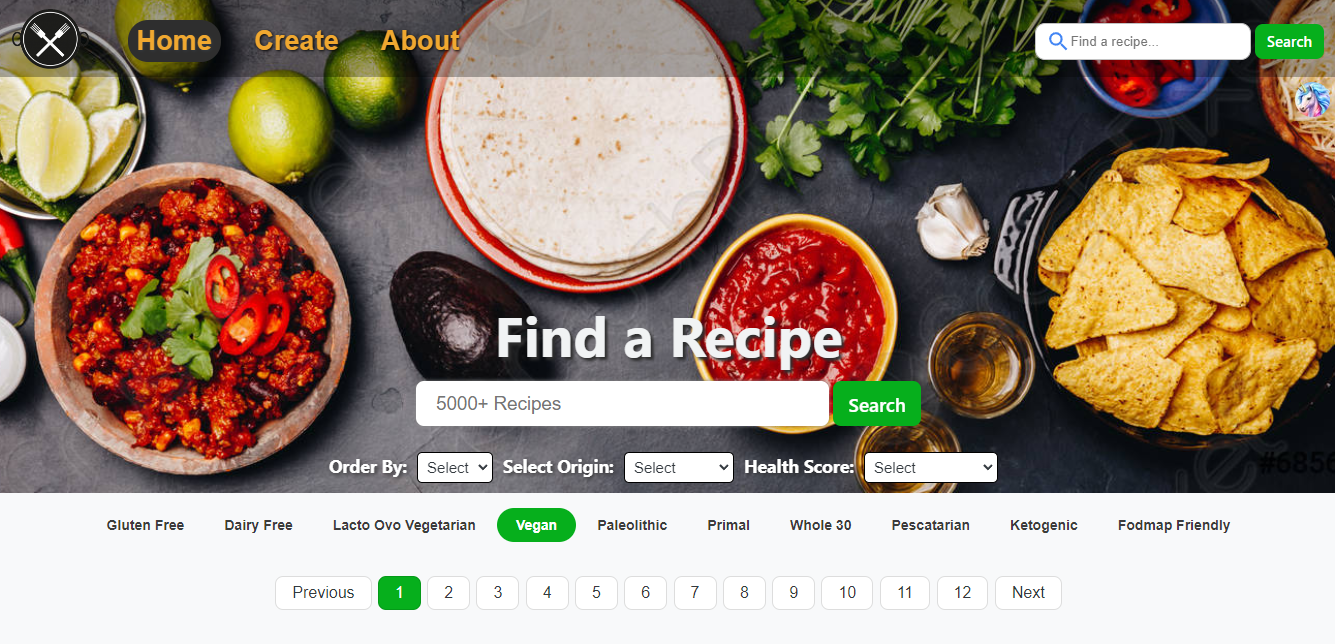 Home Create About
Find a recipe...
Search
Find a Recipe
5000+ Recipes
Search
Order By: Select Select Origin: Select Health Score: Select
#6856
Gluten Free Dairy Free Lacto Ovo Vegetarian Vegan Paleolithic Primal Whole 30 Pescatarian Ketogenic Fodmap Friendly
Previous 1 2 3 4 5 6 7 8 9 10 11 12 Next